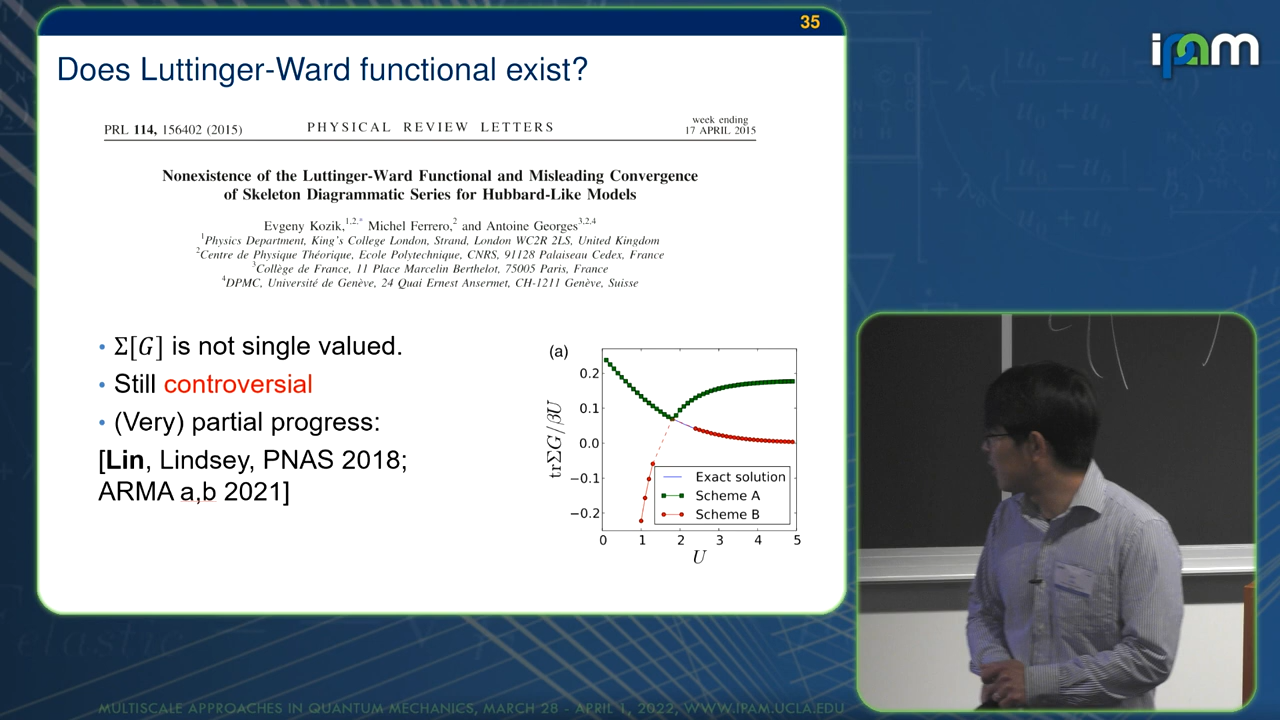 35
ipam
Does Luttinger-Ward functional exist?
PRL 114, 156402 (2015)
PHYSICAL REVIEW LETTERS
week ending
17 APRIL 2015
Nonexistence of the Luttinger-Ward Functional and Misleading Convergence
of Skeleton Diagrammatic Series for Hubbard-Like Models
Evgeny Kozik,1,2,* Michel Ferrero,2 and Antoine Georges3,2,4
1Physics Department, King's College London, Strand, London WC2R 2LS, United Kingdom
2Centre de Physique Théorique, Ecole Polytechnique, CNRS, 91128 Palaiseau Cedex, France
3Collège de France, 11 Place Marcelin Berthelot, 75005 Paris, France
4DPMC, Université de Genève, 24 Quai Ernest Ansermet, CH-1211 Genève, Suisse
• Σ[G] is not single valued.
• Still controversial
• (Very) partial progress:
[Lin, Lindsey, PNAS 2018;
ARMA a,b 2021]
(a)
trΣG/βU
0.2
0.1
0.0
−0.1
−0.2
Exact solution
Scheme A
Scheme B
0 1 2 3 4 5
U
elastic
MULTISCALE APPROACHES IN QUANTUM MECHANICS, MARCH 28 - APRIL 1, 2022, WWW.IPAM.UCLA.EDU